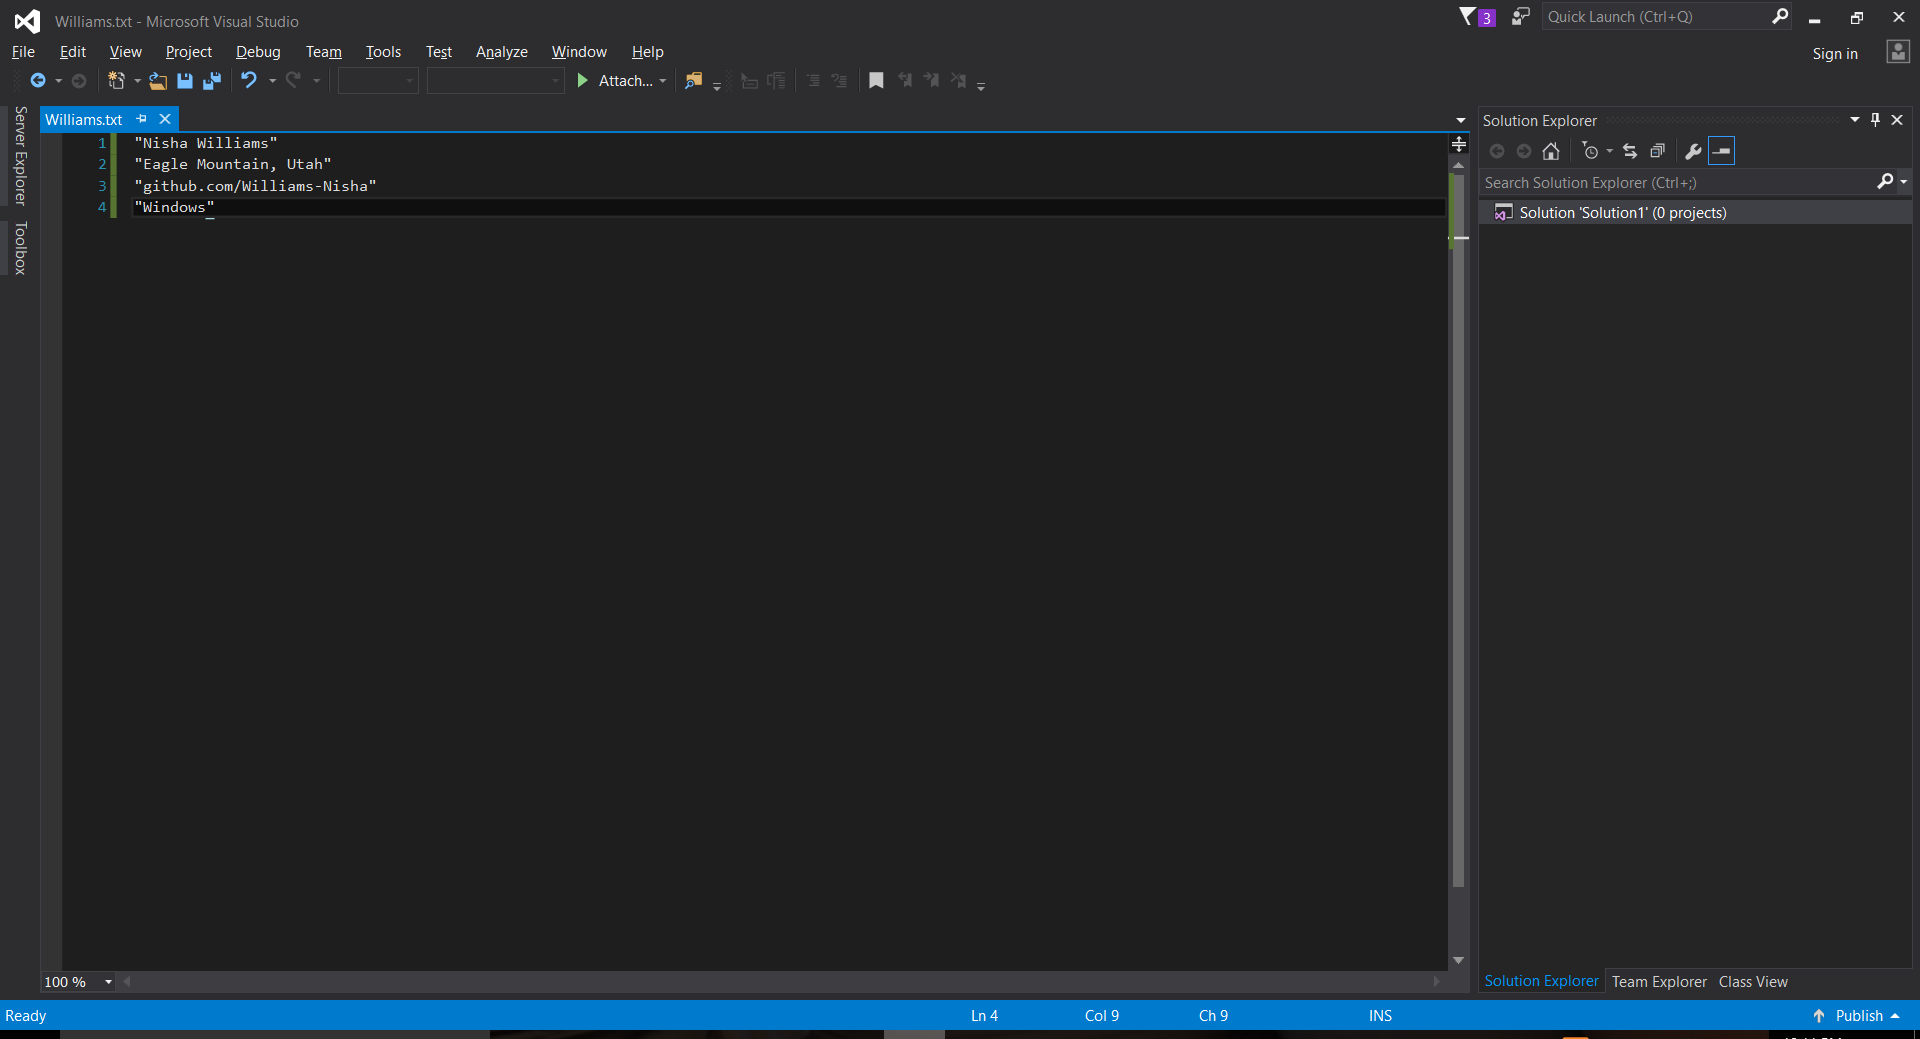 Williams.txt - Microsoft Visual Studio
3
Quick Launch (Ctrl+Q)
File Edit View Project Debug Team Tools Test Analyze Window Help
Sign in
Attach...
Server Explorer
Toolbox
Williams.txt
1 "Nisha Williams"
2 "Eagle Mountain, Utah"
3 "github.com/Williams-Nisha"
4 "Windows"
100 %
Solution Explorer
Search Solution Explorer (Ctrl+;)
Solution 'Solution1' (0 projects)
Solution Explorer Team Explorer Class View
Ready Ln 4 Col 9 Ch 9 INS Publish